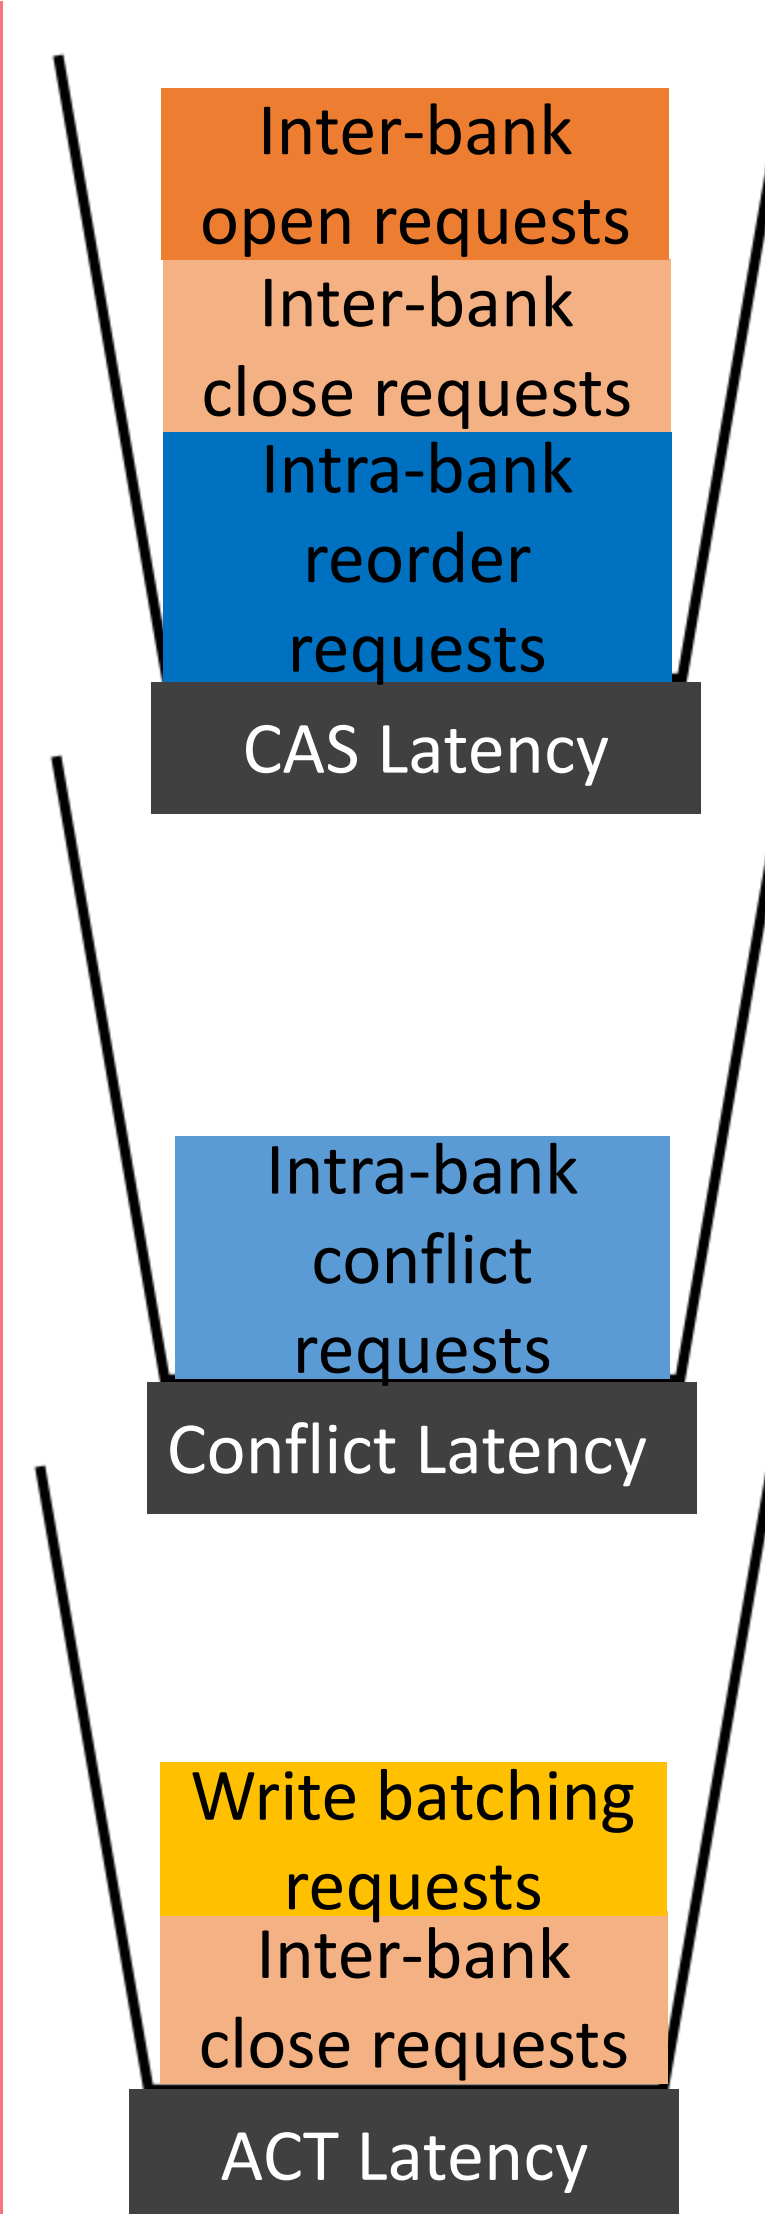 Inter-bank
open requests
Inter-bank
close requests
Intra-bank
reorder
requests
CAS Latency
Intra-bank
conflict
requests
Conflict Latency
Write batching
requests
Inter-bank
close requests
ACT Latency